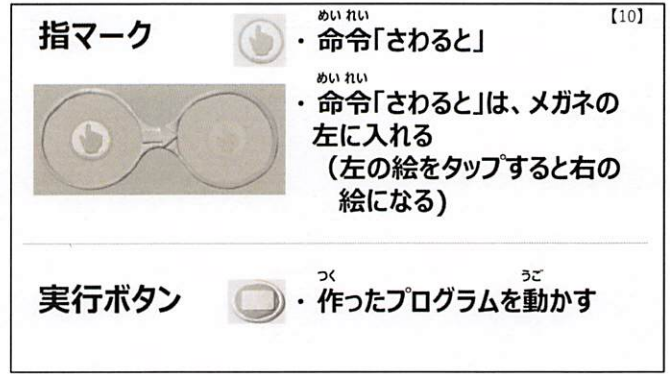 【10】
指マーク
・命令「さわると」
めい れい
・命令「さわると」は、メガネの
めい れい
左に入れる
(左の絵をタップすると右の
絵になる)
実行ボタン
・作ったプログラムを動かす
つく
うご